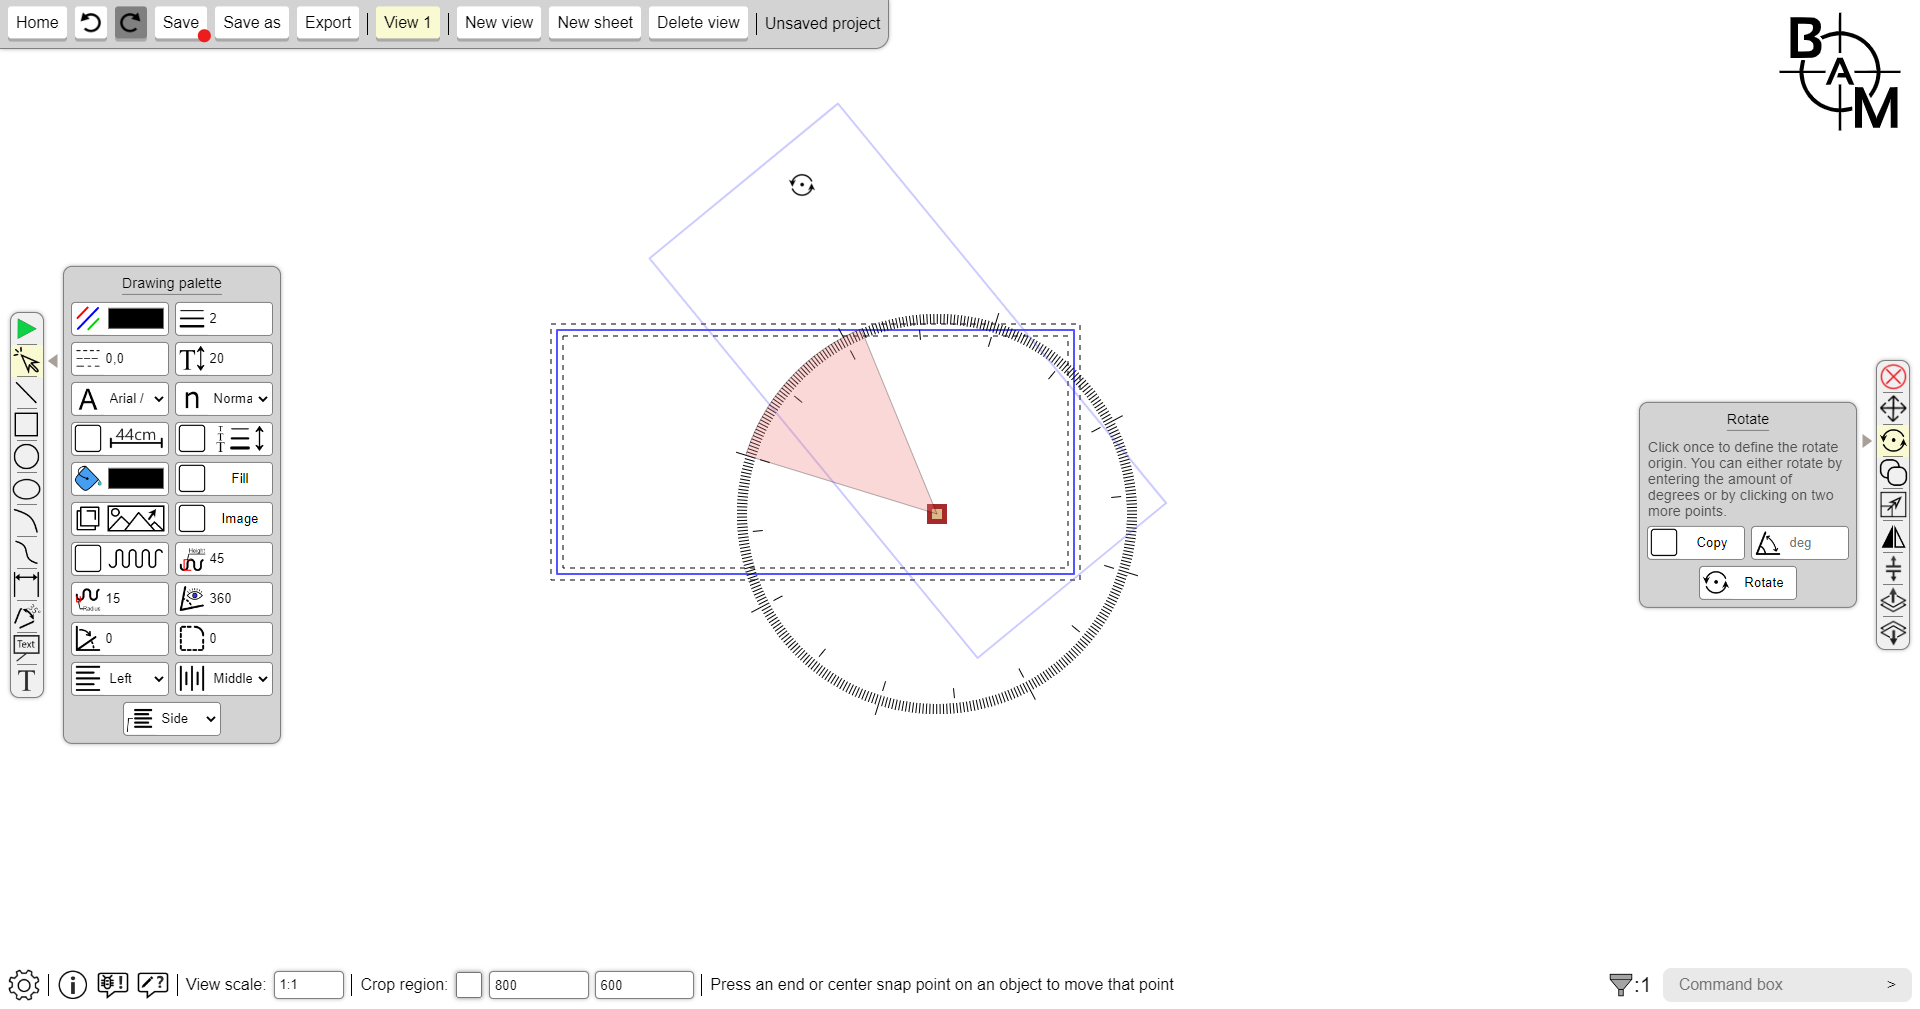 Home Save Save as Export View 1 New view New sheet Delete view Unsaved project
B
A
M
Drawing palette
2
0,0 20
A Arial / n Norma
44cm
Fill
Image
Height 45
Radius 15 360
0 0
Left Middle
Side
Text
T
Rotate
Click once to define the rotate
origin. You can either rotate by
entering the amount of
degrees or by clicking on two
more points.
Copy deg
Rotate
View scale: 1:1 Crop region: 800 600 Press an end or center snap point on an object to move that point
:1 Command box >